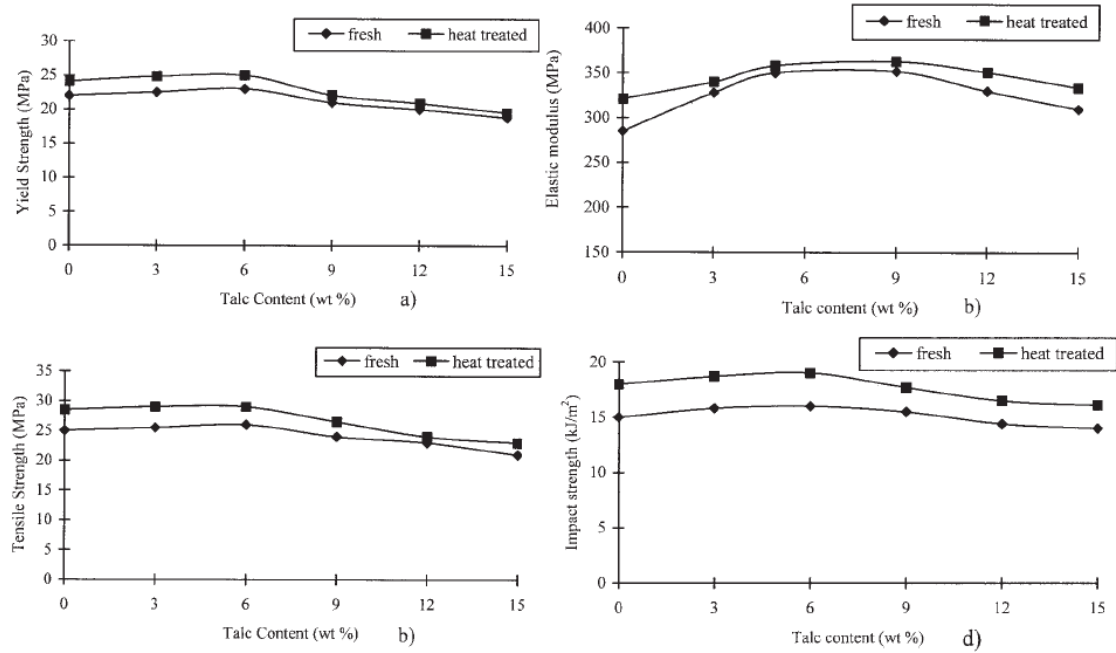 fresh heat treated
30
25
20
15
10
5
0
Yield Strength (MPa)
0 3 6 9 12 15
Talc Content (wt %) a)
fresh heat treated
400
350
300
250
200
150
Elastic modulus (MPa)
0 3 6 9 12 15
Talc content (wt %) b)
fresh heat treated
35
30
25
20
15
10
5
0
Tensile Strength (MPa)
0 3 6 9 12 15
Talc Content (wt %) b)
fresh heat treated
20
15
10
5
0
Impact strength (kJ/m²)
0 3 6 9 12 15
Talc content (wt %) d)